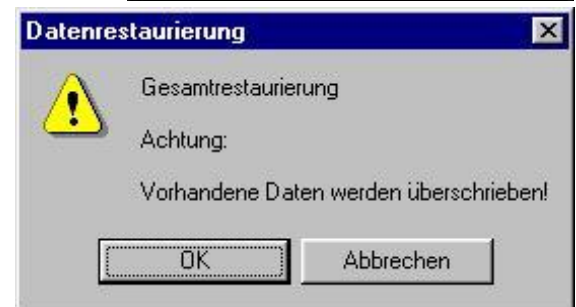 Datenrestaurierung
Gesamtrestaurierung
Achtung:
Vorhandene Daten werden überschrieben!
OK
Abbrechen